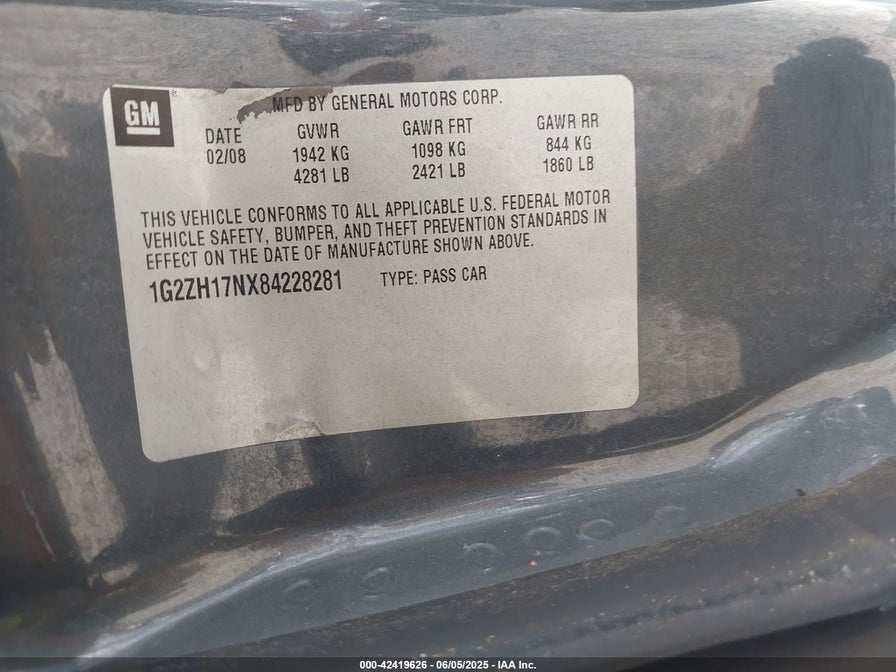 GM
MFD BY GENERAL MOTORS CORP.
DATE GVWR GAWR FRT GAWR RR
02/08 1942 KG 1098 KG 844 KG
4281 LB 2421 LB 1860 LB
THIS VEHICLE CONFORMS TO ALL APPLICABLE U.S. FEDERAL MOTOR
VEHICLE SAFETY, BUMPER, AND THEFT PREVENTION STANDARDS IN
EFFECT ON THE DATE OF MANUFACTURE SHOWN ABOVE.
1G2ZH17NX84228281 TYPE: PASS CAR
000-42419626 - 06/05/2025 - IAA Inc.